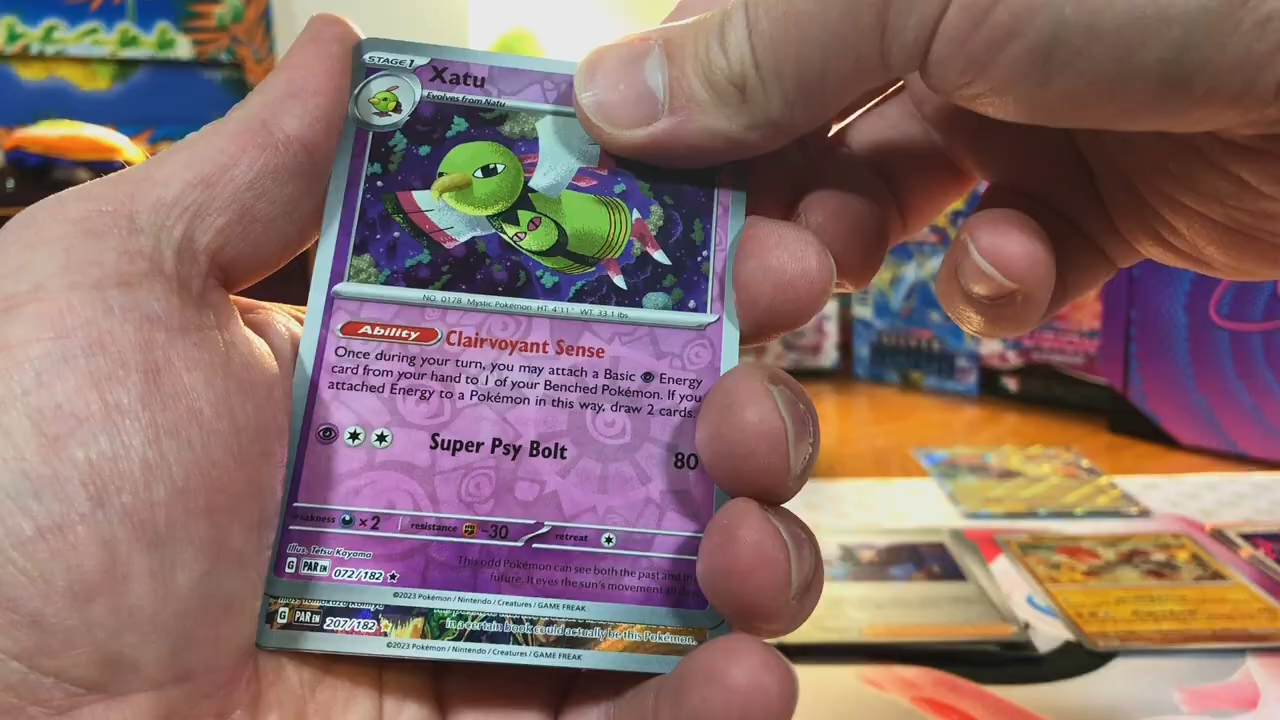 STAGE 1
Xatu
Evolves from Natu
NO. 0178 Mystic Pokémon HT: 4'11" WT: 33.1 lbs.
Ability Clairvoyant Sense
Once during your turn, you may attach a Basic Energy
card from your hand to 1 of your Benched Pokémon. If you
attached Energy to a Pokémon in this way, draw 2 cards.
Super Psy Bolt 80
weakness ×2 resistance -30 retreat
Illus. Tetsu Kayama
G PAR EN 072/182 ★
This odd Pokémon can see both the past and
future. It eyes the sun's movement all
©2023 Pokémon / Nintendo / Creatures / GAME FREAK
G PAR EN 207/182
in a certain book could actually be this Pokémon.
©2023 Pokémon / Nintendo / Creatures / GAME FREAK